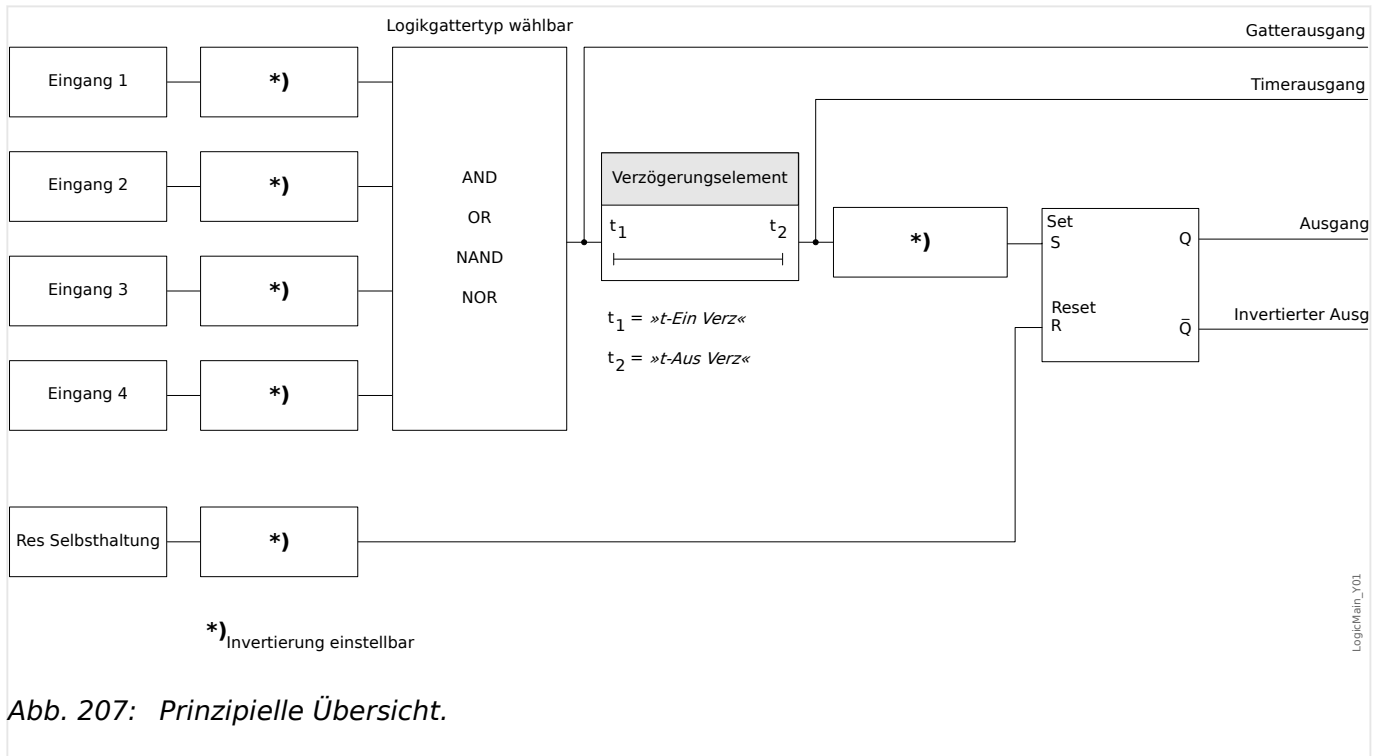 Logikgattertyp wählbar
Gatterausgang
Timerausgang
Eingang 1
*)
Eingang 2
*)
Eingang 3
*)
Eingang 4
*)
AND
OR
NAND
NOR
Verzögerungselement
t1
t2
t1 = »t-Ein Verz«
t2 = »t-Aus Verz«
*)
Set
S
Q
Reset
R
Q̄
Ausgang
Invertierter Ausg
Res Selbsthaltung
*)
*) Invertierung einstellbar
LogicMain_Y01
Abb. 207: Prinzipielle Übersicht.